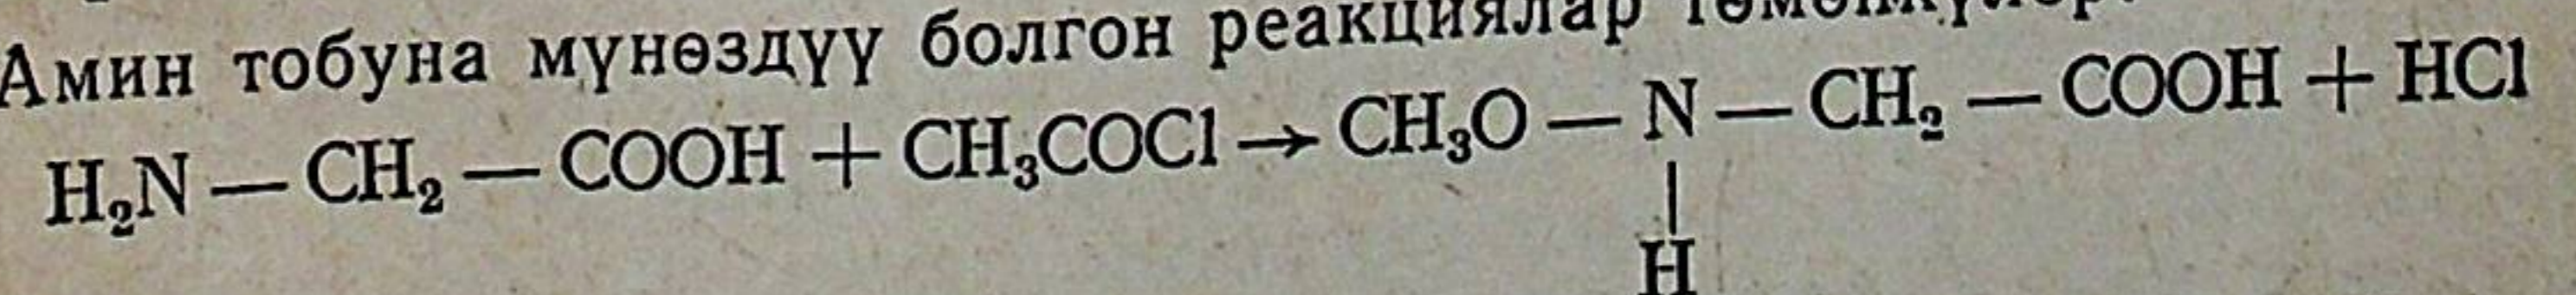 Амин тобуна мүнөздүү болгон реакциялар
H₂N — CH₂ — COOH + CH₃COCl → CH₃O — N — CH₂ — COOH + HCl
|
H